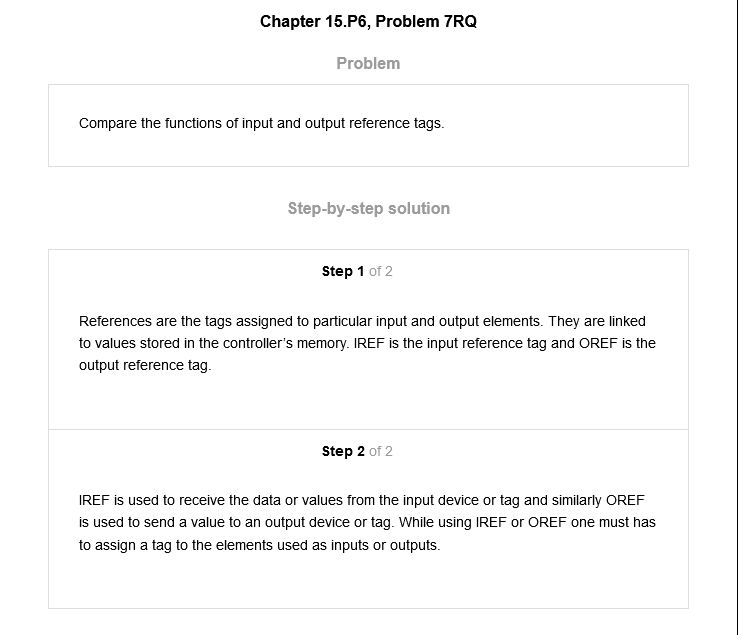 Chapter 15.P6, Problem 7RQ
Problem
Compare the functions of input and output reference tags.
Step-by-step solution
Step 1 of 2
References are the tags assigned to particular input and output elements. They are linked
to values stored in the controller's memory. IREF is the input reference tag and OREF is the
output reference tag.
Step 2 of 2
IREF is used to receive the data or values from the input device or tag and similarly OREF
is used to send a value to an output device or tag. While using IREF or OREF one must has
to assign a tag to the elements used as inputs or outputs.